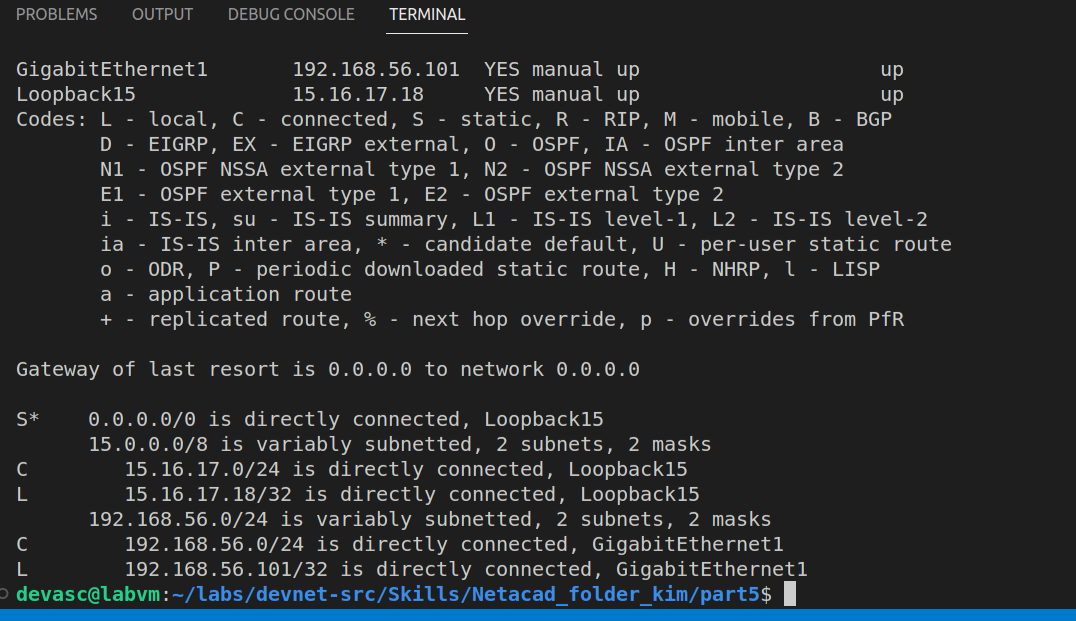 PROBLEMS OUTPUT DEBUG CONSOLE TERMINAL
GigabitEthernet1       192.168.56.101  YES manual up                    up
Loopback15             15.16.17.18     YES manual up                    up
Codes: L - local, C - connected, S - static, R - RIP, M - mobile, B - BGP
       D - EIGRP, EX - EIGRP external, O - OSPF, IA - OSPF inter area
       N1 - OSPF NSSA external type 1, N2 - OSPF NSSA external type 2
       E1 - OSPF external type 1, E2 - OSPF external type 2
       i - IS-IS, su - IS-IS summary, L1 - IS-IS level-1, L2 - IS-IS level-2
       ia - IS-IS inter area, * - candidate default, U - per-user static route
       o - ODR, P - periodic downloaded static route, H - NHRP, l - LISP
       a - application route
       + - replicated route, % - next hop override, p - overrides from PfR
Gateway of last resort is 0.0.0.0 to network 0.0.0.0
S*    0.0.0.0/0 is directly connected, Loopback15
      15.0.0.0/8 is variably subnetted, 2 subnets, 2 masks
C        15.16.17.0/24 is directly connected, Loopback15
L        15.16.17.18/32 is directly connected, Loopback15
      192.168.56.0/24 is variably subnetted, 2 subnets, 2 masks
C        192.168.56.0/24 is directly connected, GigabitEthernet1
L        192.168.56.101/32 is directly connected, GigabitEthernet1
devasc@labvm:~/labs/devnet-src/Skills/Netacad_folder_kim/part5$